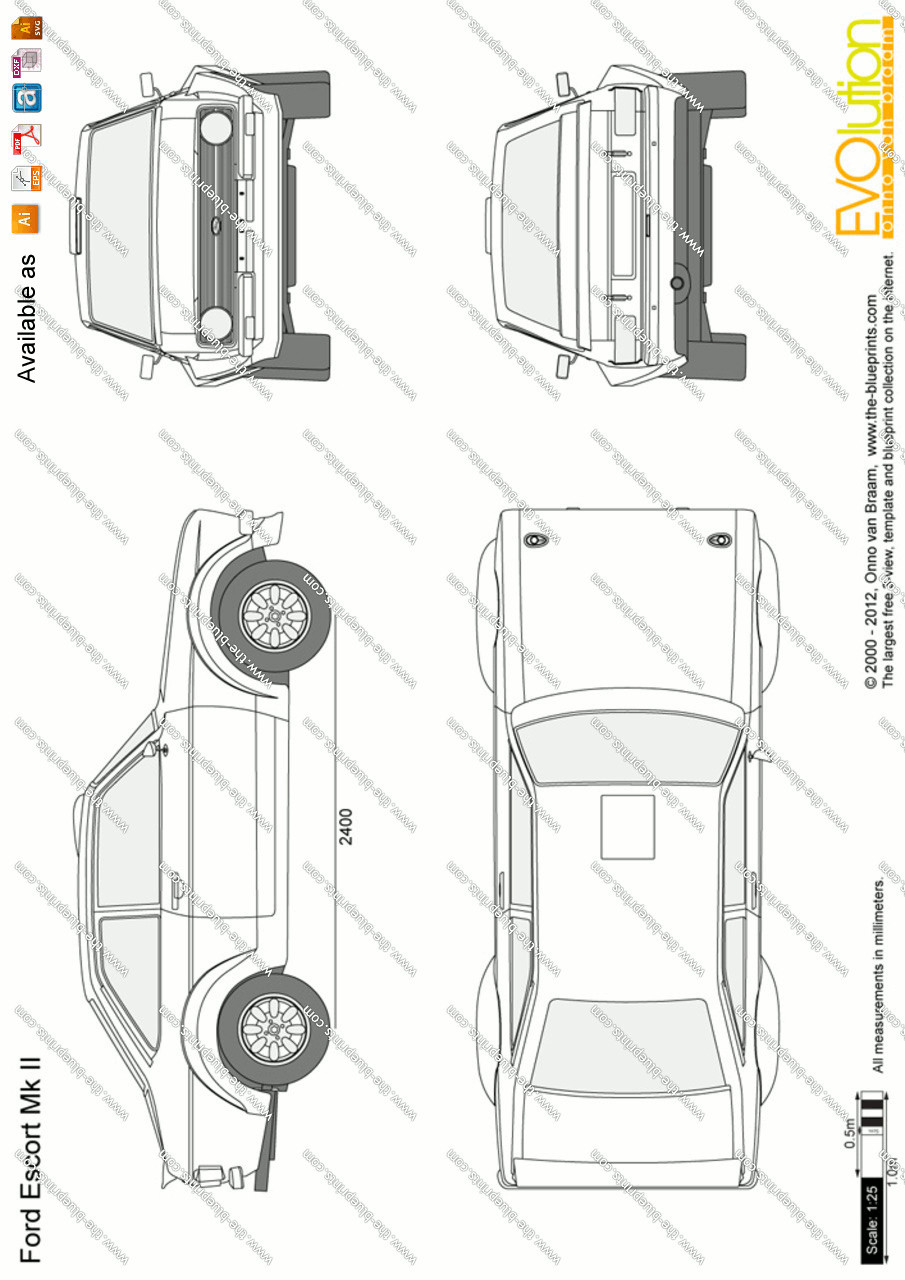 Ford Escort Mk II
Available as
Ai
EPS
PDF
a
DXF
Ai SVG
2400
EVOlution
onno van braam
© 2000 - 2012, Onno van Braam, www.the-blueprints.com
The largest free 3-view, template and blueprint collection on the internet.
All measurements in millimeters.
0.5m
Scale: 1:25
1.0m
www.the-blueprints.com